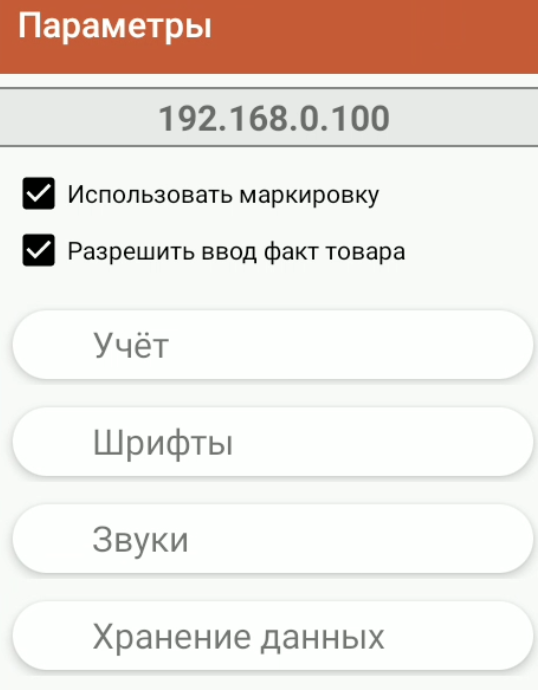 Параметры
192.168.0.100
Использовать маркировку
Разрешить ввод факт товара
Учёт
Шрифты
Звуки
Хранение данных